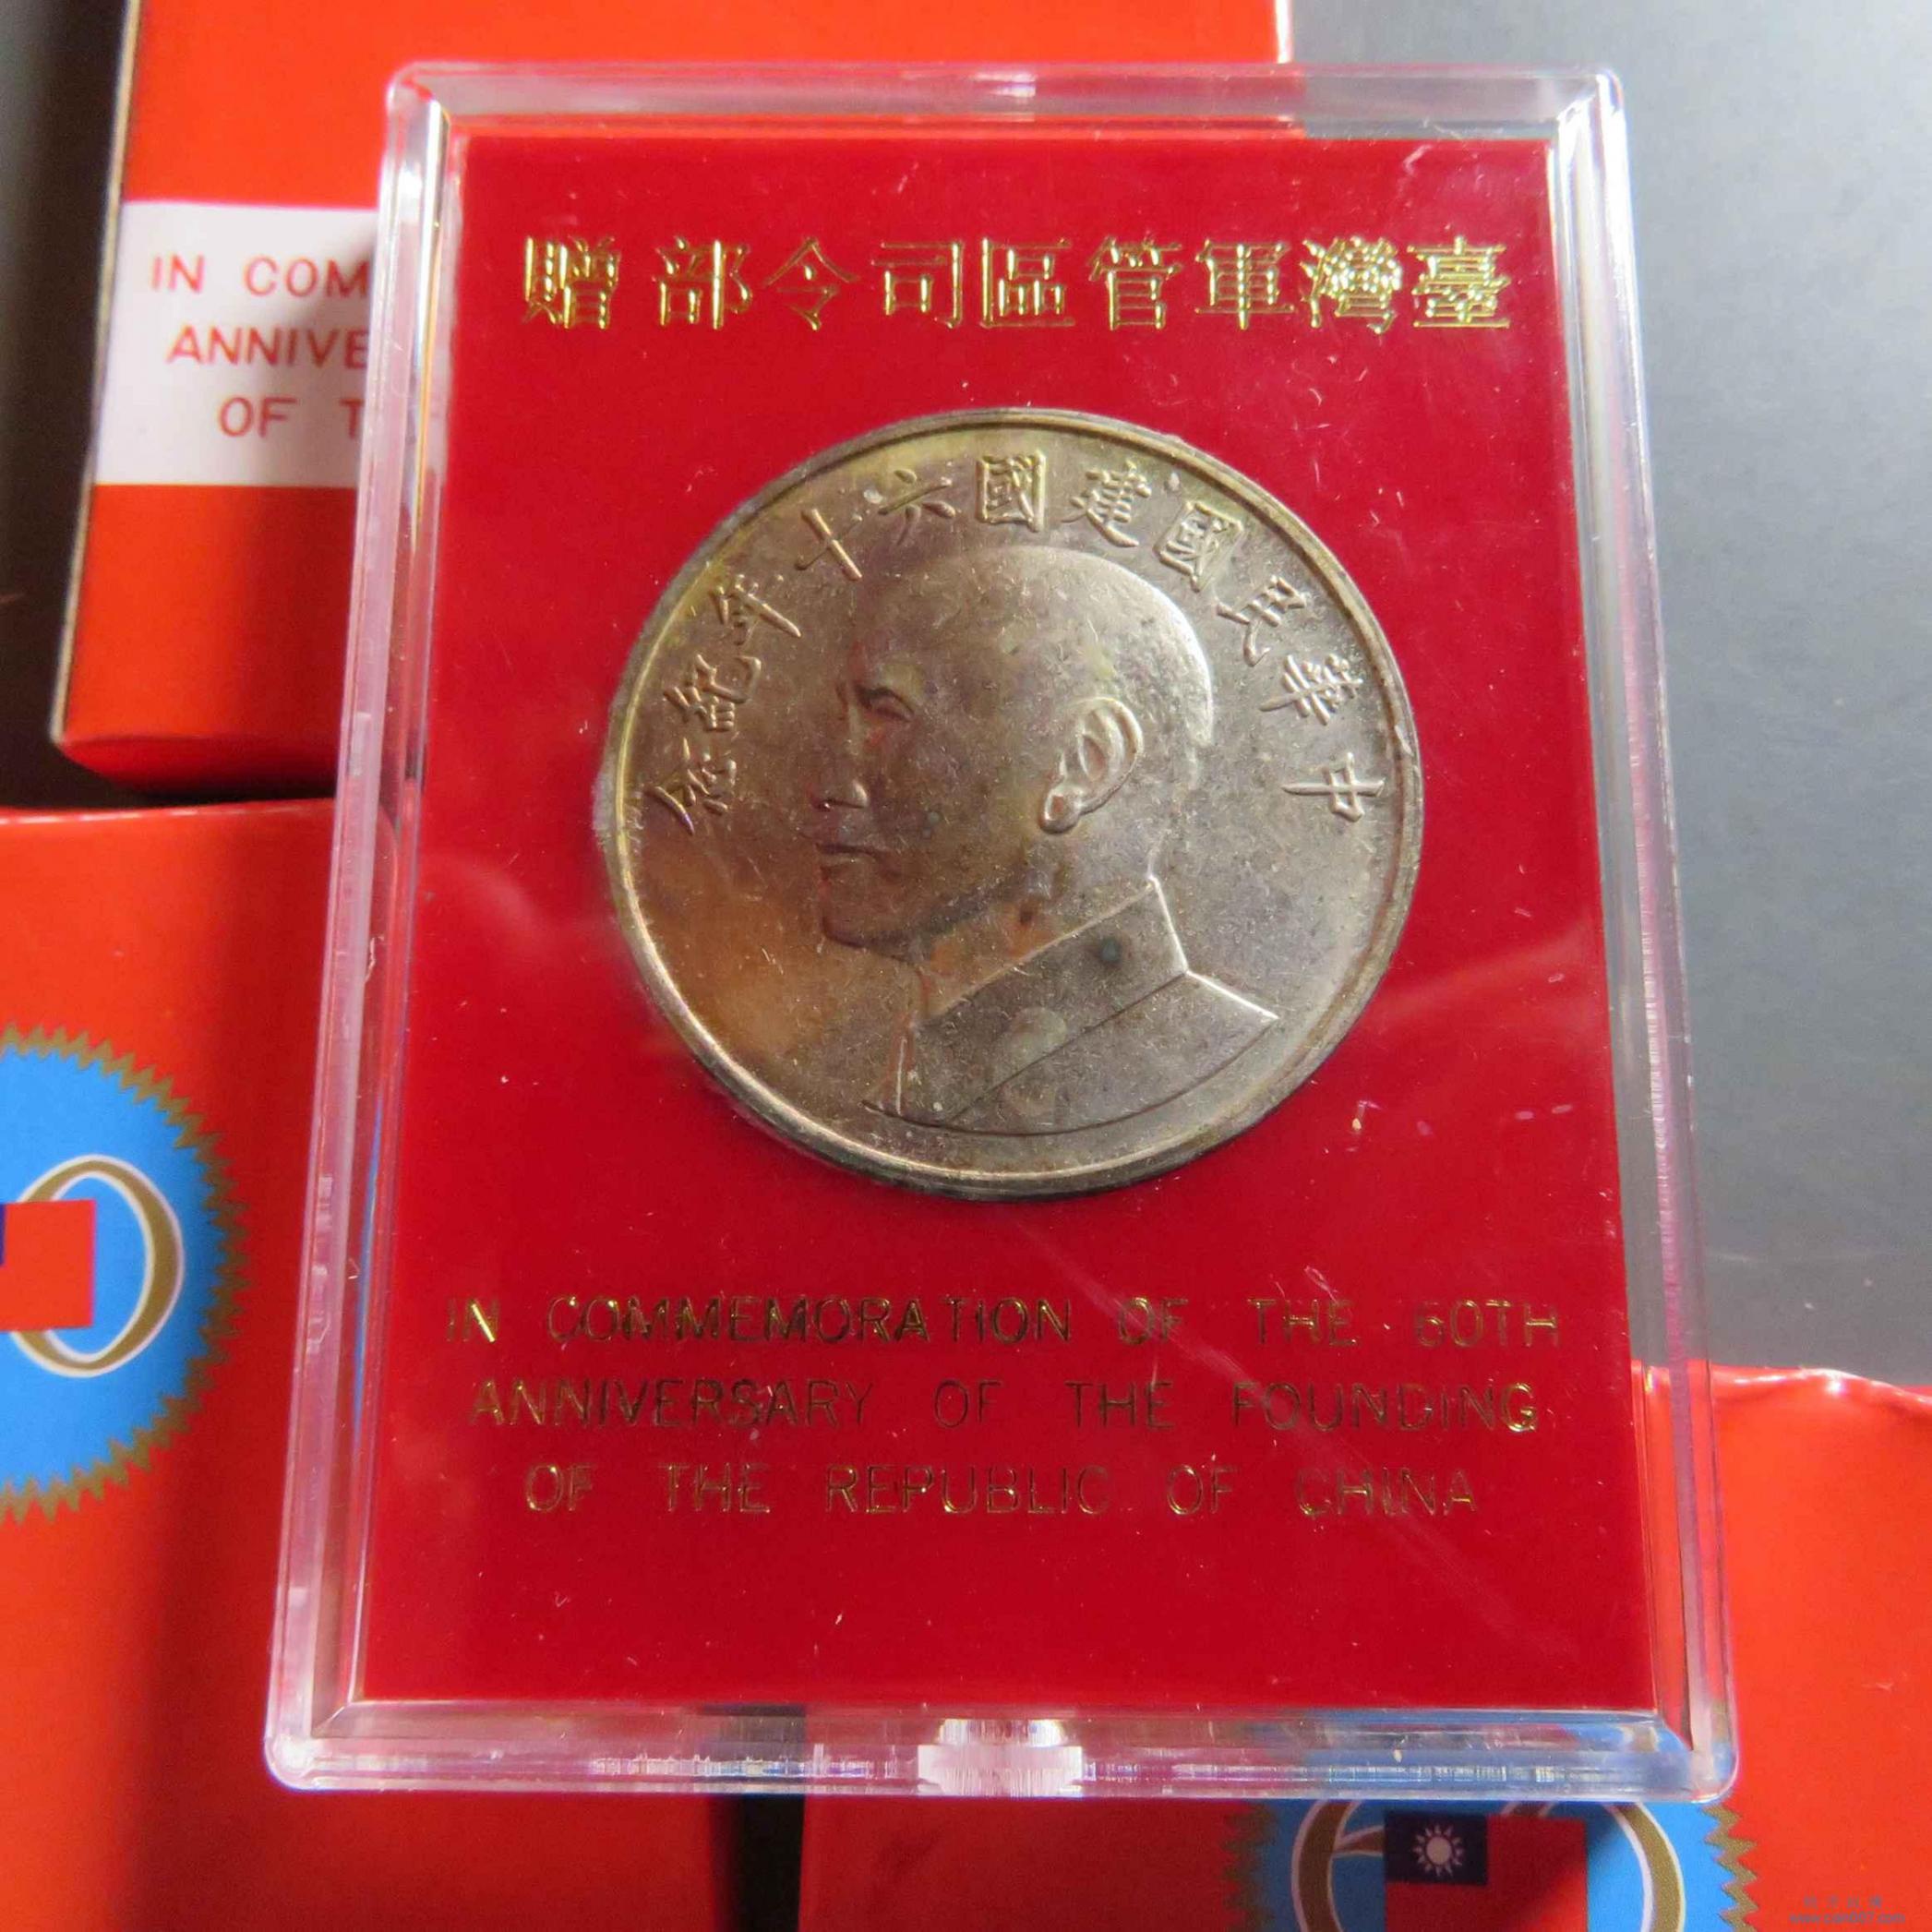 臺灣軍管區司令部贈
中華民國建國六十年紀念
IN COMMEMORATION OF THE 60TH
ANNIVERSARY OF THE FOUNDING
OF THE REPUBLIC OF CHINA
IN COM
ANNIVE
OF T